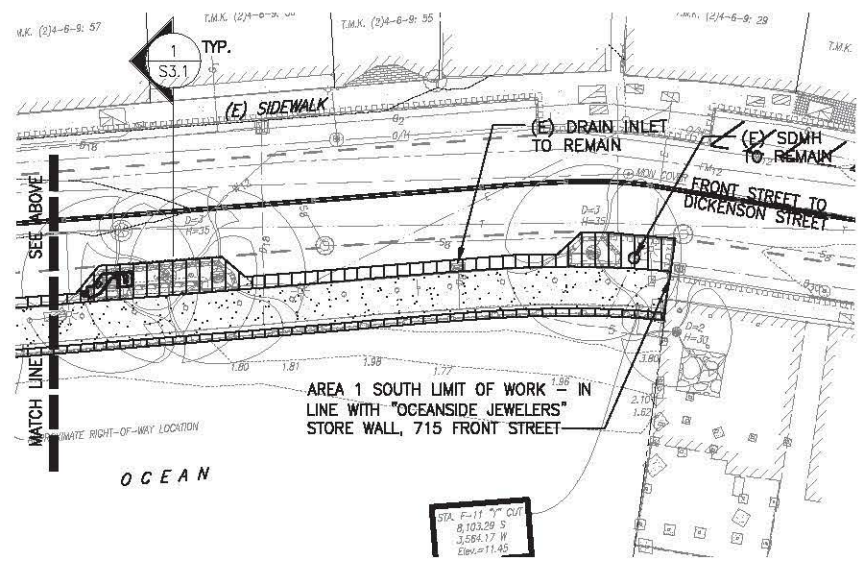 T.M.K. (2)4-6-9: 57
T.M.K. (2)4-6-9: 55
T.M.K. (2)4-6-9: 29
T.M.K.
1
S3.1
TYP.
(E) SIDEWALK
(E) DRAIN INLET
TO REMAIN
(E) SDMH
TO REMAIN
MON COVER
FRONT STREET TO
DICKENSON STREET
SEE ABOVE
MATCH LINE
D=3
H=35
D=3
H=35
D=2
H=30
1.80
1.81
1.98
1.77
1.96
3.80
2.10
1.62
AREA 1 SOUTH LIMIT OF WORK – IN
LINE WITH "OCEANSIDE JEWELERS"
STORE WALL, 715 FRONT STREET
RIGHT-OF-WAY LOCATION
OCEAN
STA. F-11 "Y" CUT
8,103.29 S
3,564.17 W
Elev.=11.45